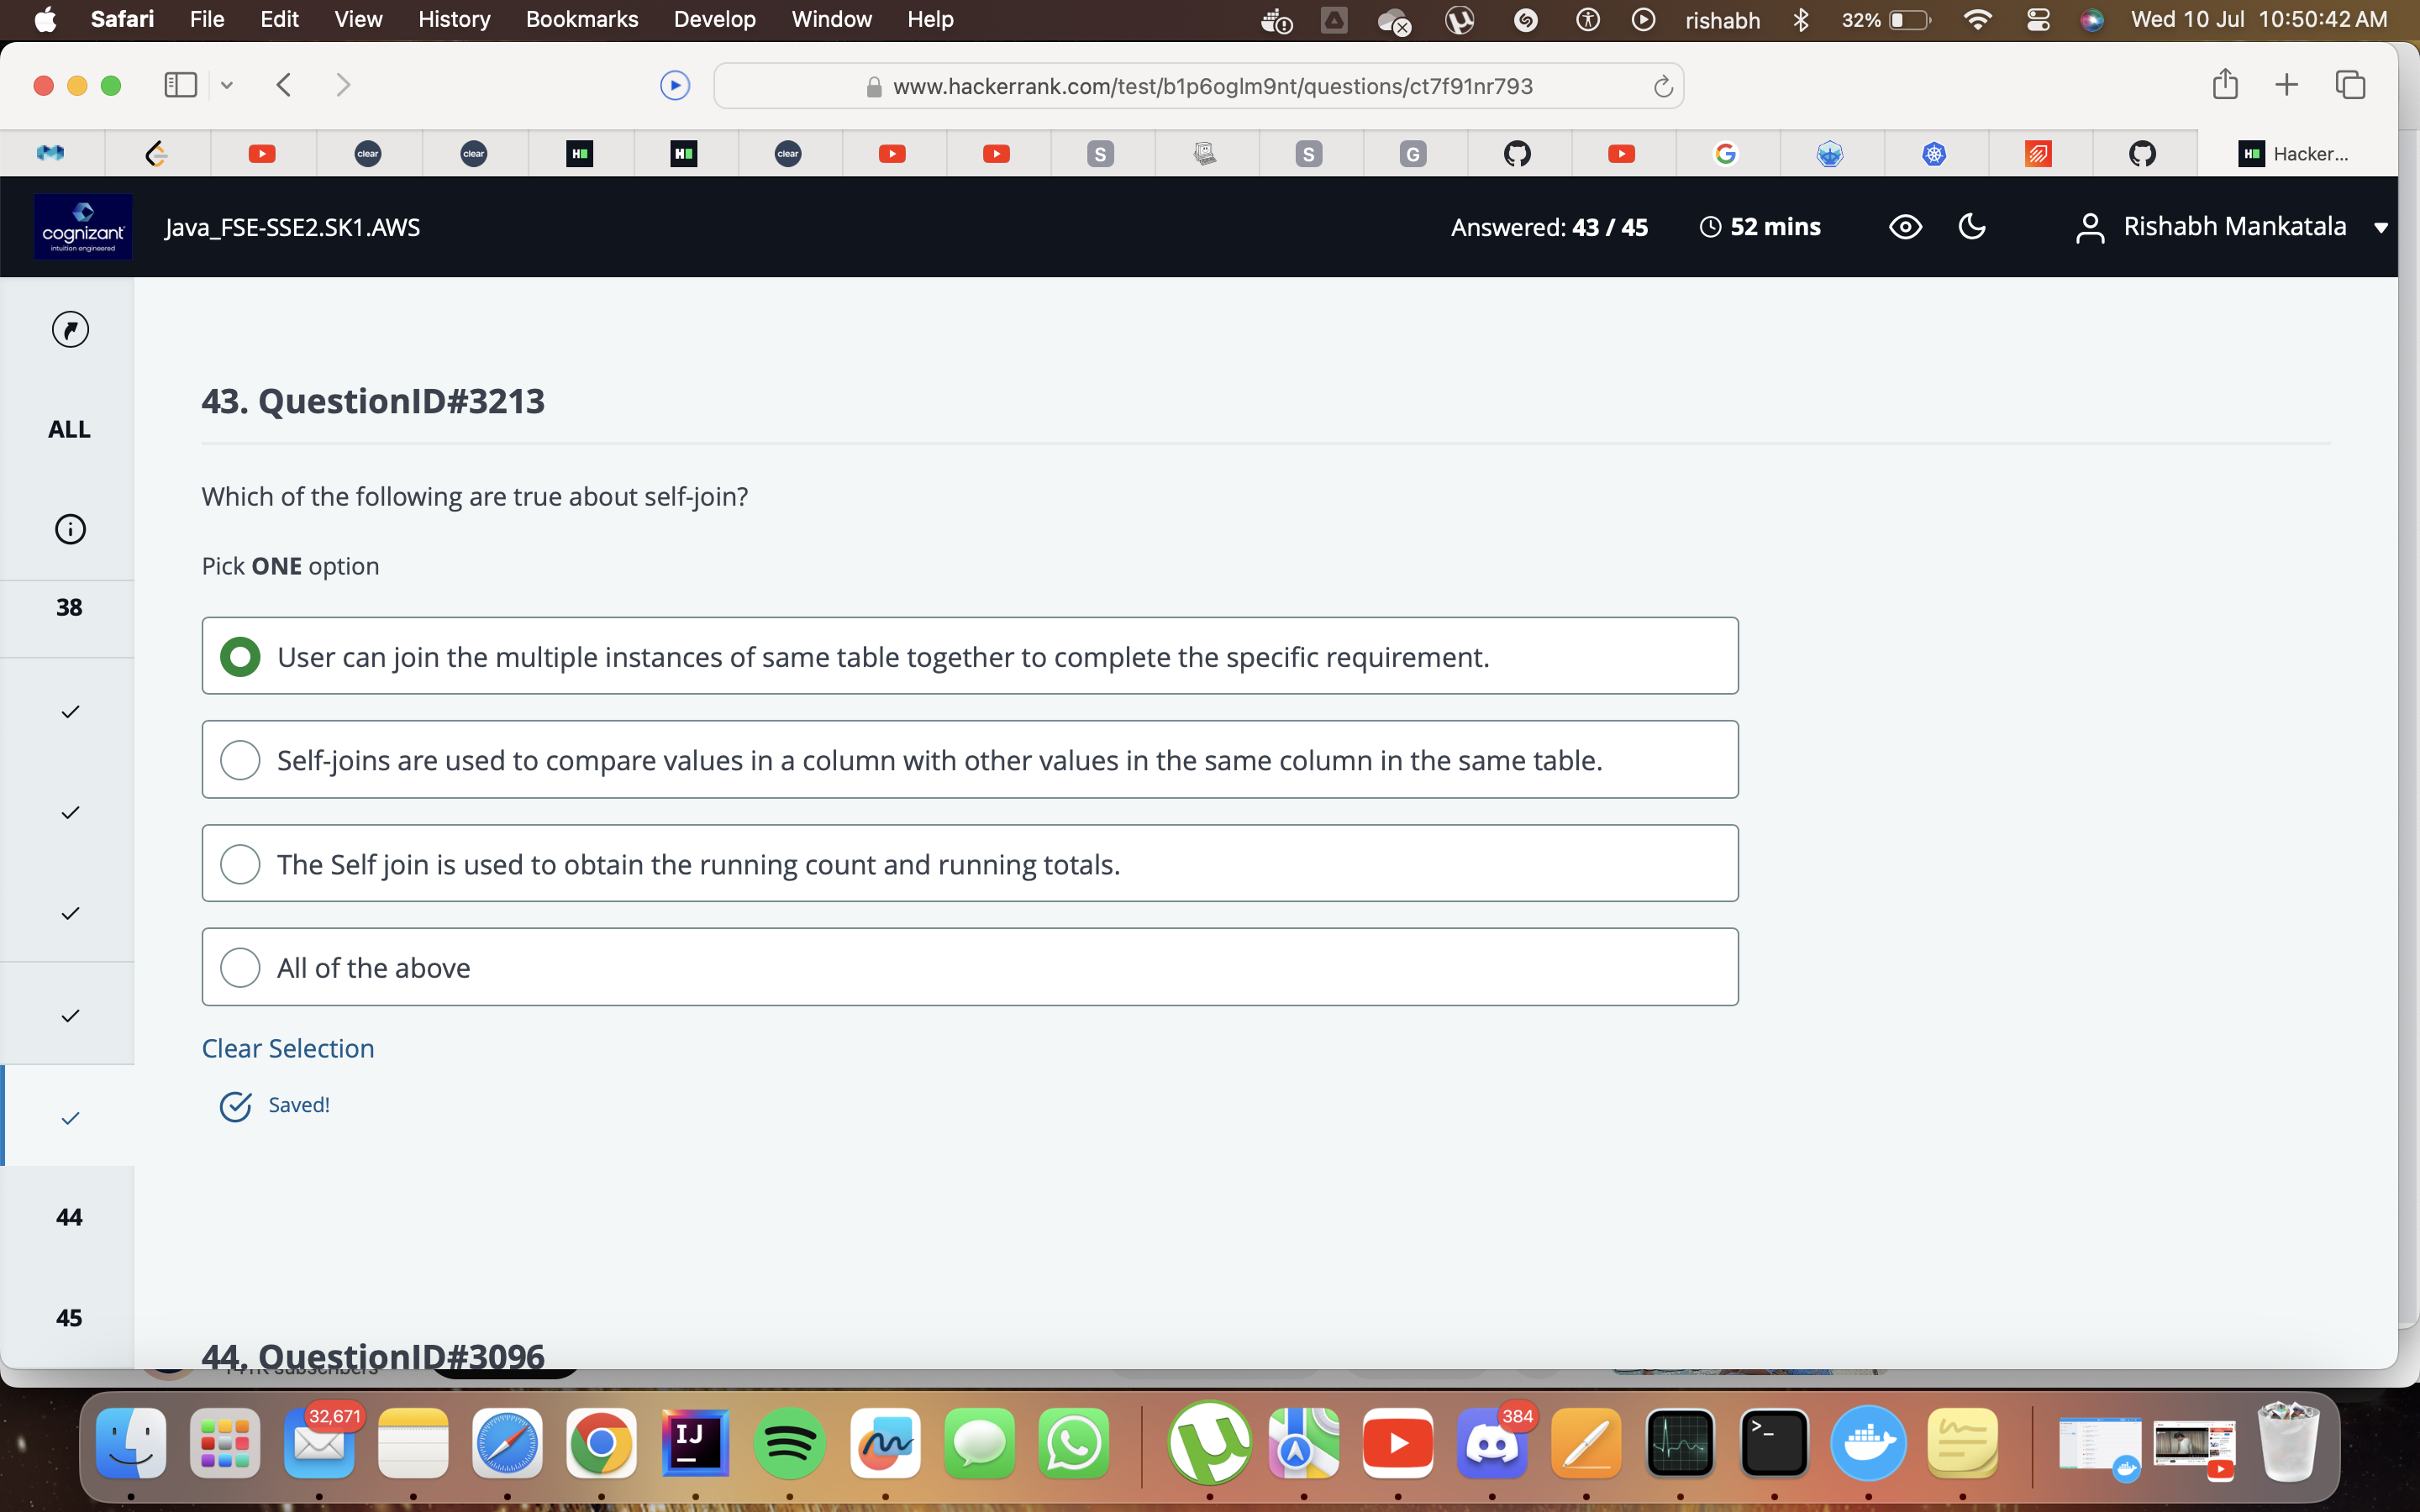 Safari File Edit View History Bookmarks Develop Window Help rishabh 32% Wed 10 Jul 10:50:42 AM
www.hackerrank.com/test/b1p6oglm9nt/questions/ct7f91nr793
clear clear H clear S S G H Hacker...
cognizant
intuition engineered
Java_FSE-SSE2.SK1.AWS
Answered: 43 / 45
52 mins
Rishabh Mankatala
ALL
38
44
45
43. QuestionID#3213
Which of the following are true about self-join?
Pick ONE option
User can join the multiple instances of same table together to complete the specific requirement.
Self-joins are used to compare values in a column with other values in the same column in the same table.
The Self join is used to obtain the running count and running totals.
All of the above
Clear Selection
Saved!
44. QuestionID#3096
subscribers
32,671
IJ
384
>_